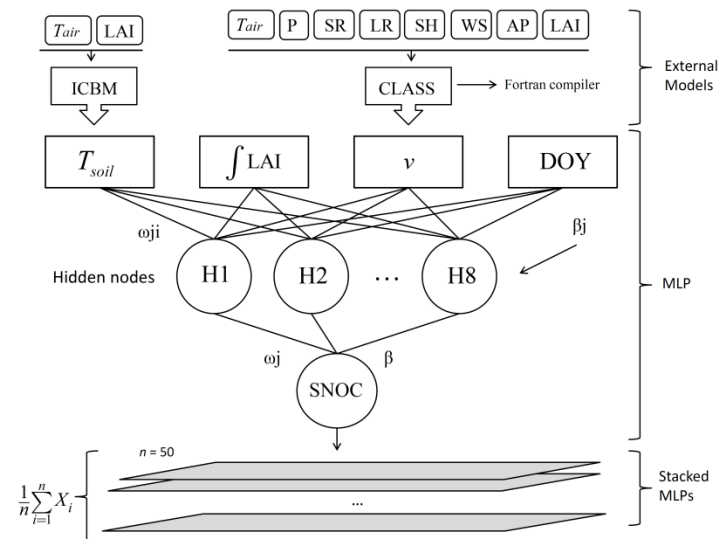 Tair LAI Tair P SR LR SH WS AP LAI
External
Models
ICBM CLASS Fortran compiler
Tsoil ∫ LAI v DOY
ωji βj
Hidden nodes H1 H2 … H8 MLP
ωj β
SNOC
n = 50
Stacked
MLPs
1/n ∑ i=1 n Xi ...